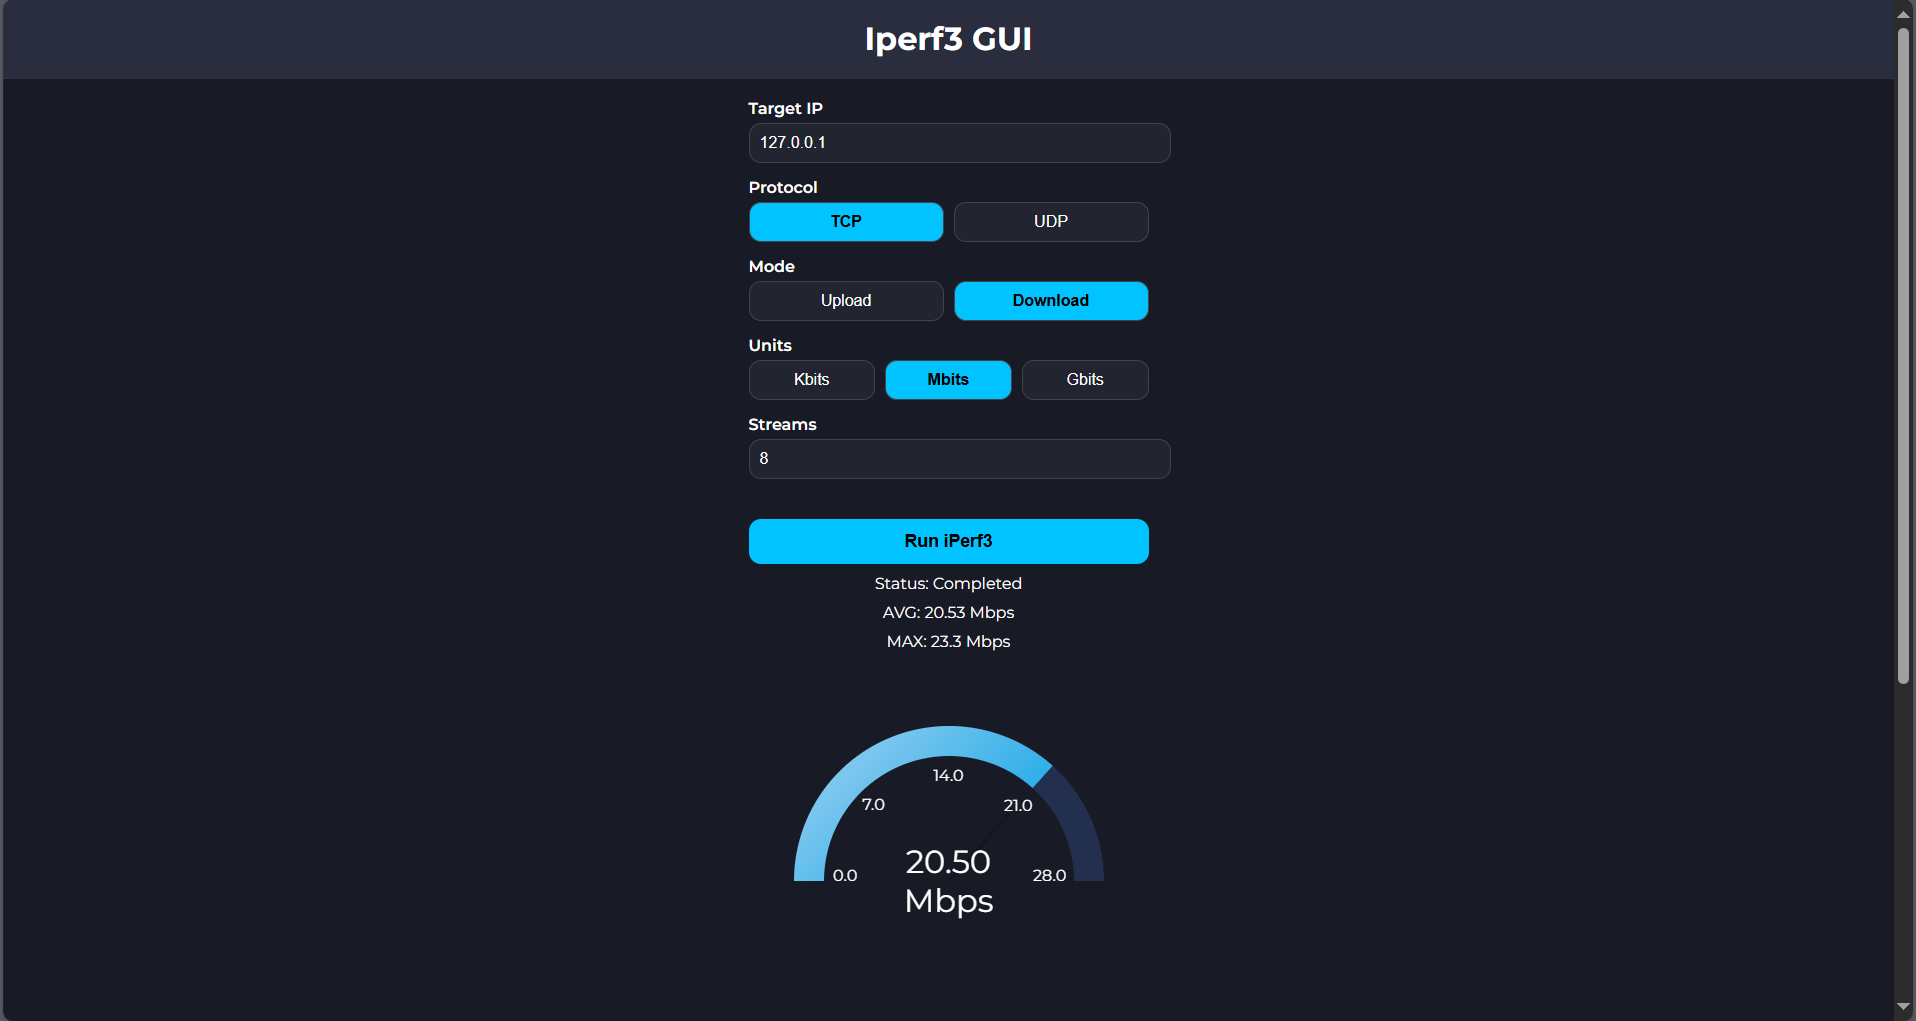 Iperf3 GUI
Target IP
127.0.0.1
Protocol
TCP UDP
Mode
Upload Download
Units
Kbits Mbits Gbits
Streams
8
Run iPerf3
Status: Completed
AVG: 20.53 Mbps
MAX: 23.3 Mbps
14.0
7.0 21.0
0.0 20.50 28.0
Mbps